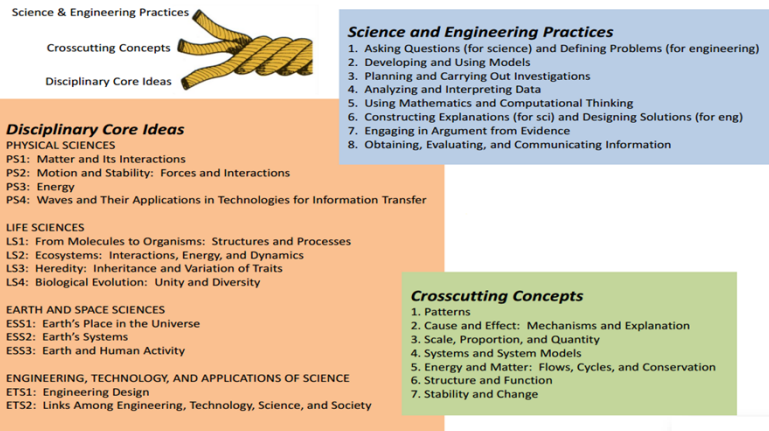 Science & Engineering Practices
Crosscutting Concepts
Disciplinary Core Ideas
Science and Engineering Practices
1. Asking Questions (for science) and Defining Problems (for engineering)
2. Developing and Using Models
3. Planning and Carrying Out Investigations
4. Analyzing and Interpreting Data
5. Using Mathematics and Computational Thinking
6. Constructing Explanations (for sci) and Designing Solutions (for eng)
7. Engaging in Argument from Evidence
8. Obtaining, Evaluating, and Communicating Information
Disciplinary Core Ideas
PHYSICAL SCIENCES
PS1: Matter and Its Interactions
PS2: Motion and Stability: Forces and Interactions
PS3: Energy
PS4: Waves and Their Applications in Technologies for Information Transfer
LIFE SCIENCES
LS1: From Molecules to Organisms: Structures and Processes
LS2: Ecosystems: Interactions, Energy, and Dynamics
LS3: Heredity: Inheritance and Variation of Traits
LS4: Biological Evolution: Unity and Diversity
EARTH AND SPACE SCIENCES
ESS1: Earth's Place in the Universe
ESS2: Earth's Systems
ESS3: Earth and Human Activity
ENGINEERING, TECHNOLOGY, AND APPLICATIONS OF SCIENCE
ETS1: Engineering Design
ETS2: Links Among Engineering, Technology, Science, and Society
Crosscutting Concepts
1. Patterns
2. Cause and Effect: Mechanisms and Explanation
3. Scale, Proportion, and Quantity
4. Systems and System Models
5. Energy and Matter: Flows, Cycles, and Conservation
6. Structure and Function
7. Stability and Change